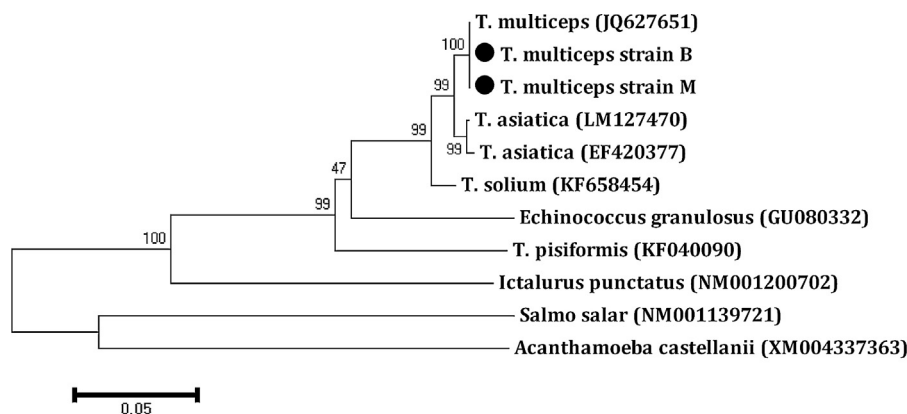 T. multiceps (JQ627651)
100
T. multiceps strain B
T. multiceps strain M
99
T. asiatica (LM127470)
99
99
T. asiatica (EF420377)
47
T. solium (KF658454)
99
Echinococcus granulosus (GU080332)
100
T. pisiformis (KF040090)
Ictalurus punctatus (NM001200702)
Salmo salar (NM001139721)
Acanthamoeba castellanii (XM004337363)
0.05